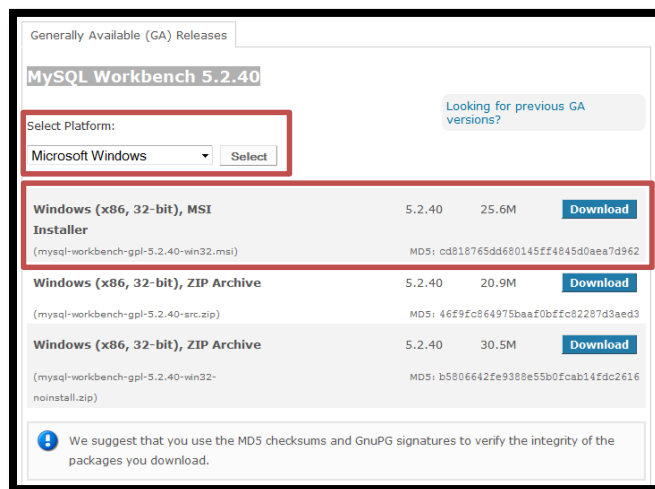 Generally Available (GA) Releases
MySQL Workbench 5.2.40
Looking for previous GA
versions?
Select Platform:
Microsoft Windows Select
Windows (x86, 32-bit), MSI 5.2.40 25.6M Download
Installer
(mysql-workbench-gpl-5.2.40-win32.msi) MD5: cd818765dd680145ff4845d0aea7d962
Windows (x86, 32-bit), ZIP Archive 5.2.40 20.9M Download
(mysql-workbench-gpl-5.2.40-src.zip) MD5: 46f9fc864975baaf0bffc82287d3aed3
Windows (x86, 32-bit), ZIP Archive 5.2.40 30.5M Download
(mysql-workbench-gpl-5.2.40-win32- MD5: b5806642fe9388e55b0fcab14fdc2616
noinstall.zip)
We suggest that you use the MD5 checksums and GnuPG signatures to verify the integrity of the
packages you download.